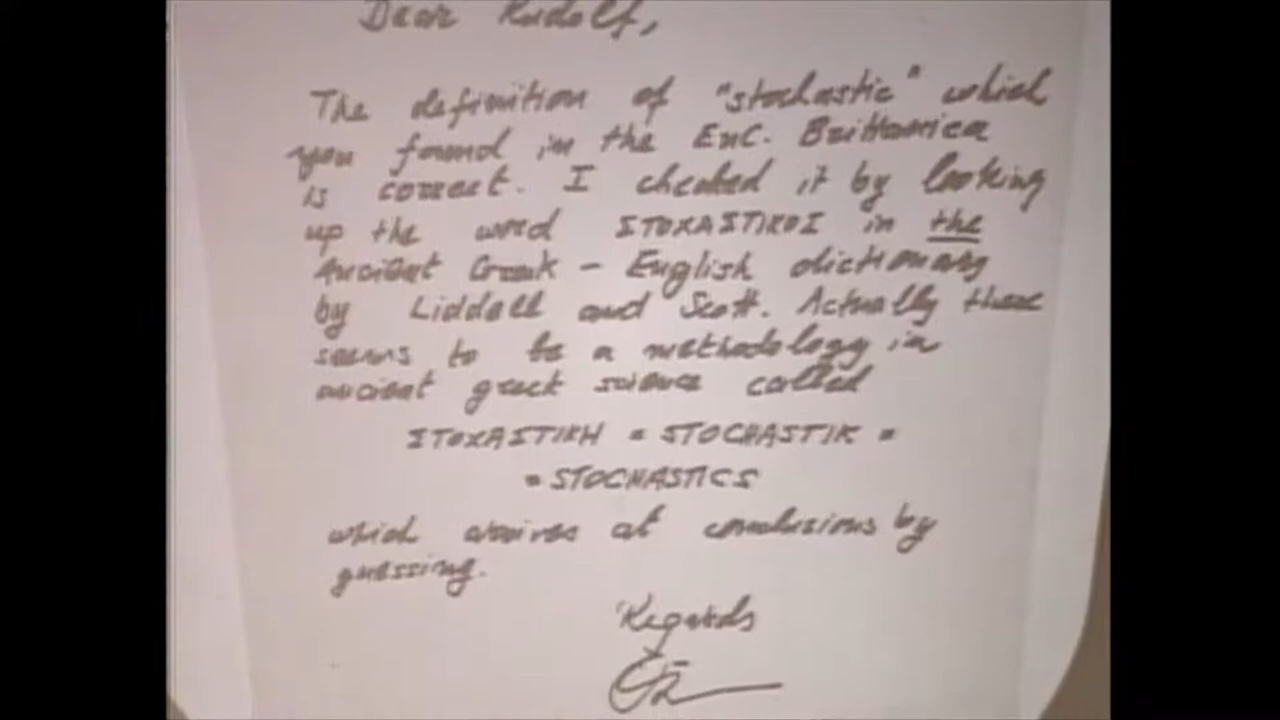 Dear Rudolf,
The definition of "stochastic" which
you found in the Enc. Brittanica
is correct. I checked it by looking
up the word ΣΤΟΧΑΣΤΙΚΟΣ in the
Ancient Greek - English dictionary
by Liddell and Scott. Actually there
seems to be a methodology in
ancient greek science called
ΣΤΟΧΑΣΤΙΚΗ = STOCHASTIK =
= STOCHASTICS
which arrives at conclusions by
guessing.
Regards